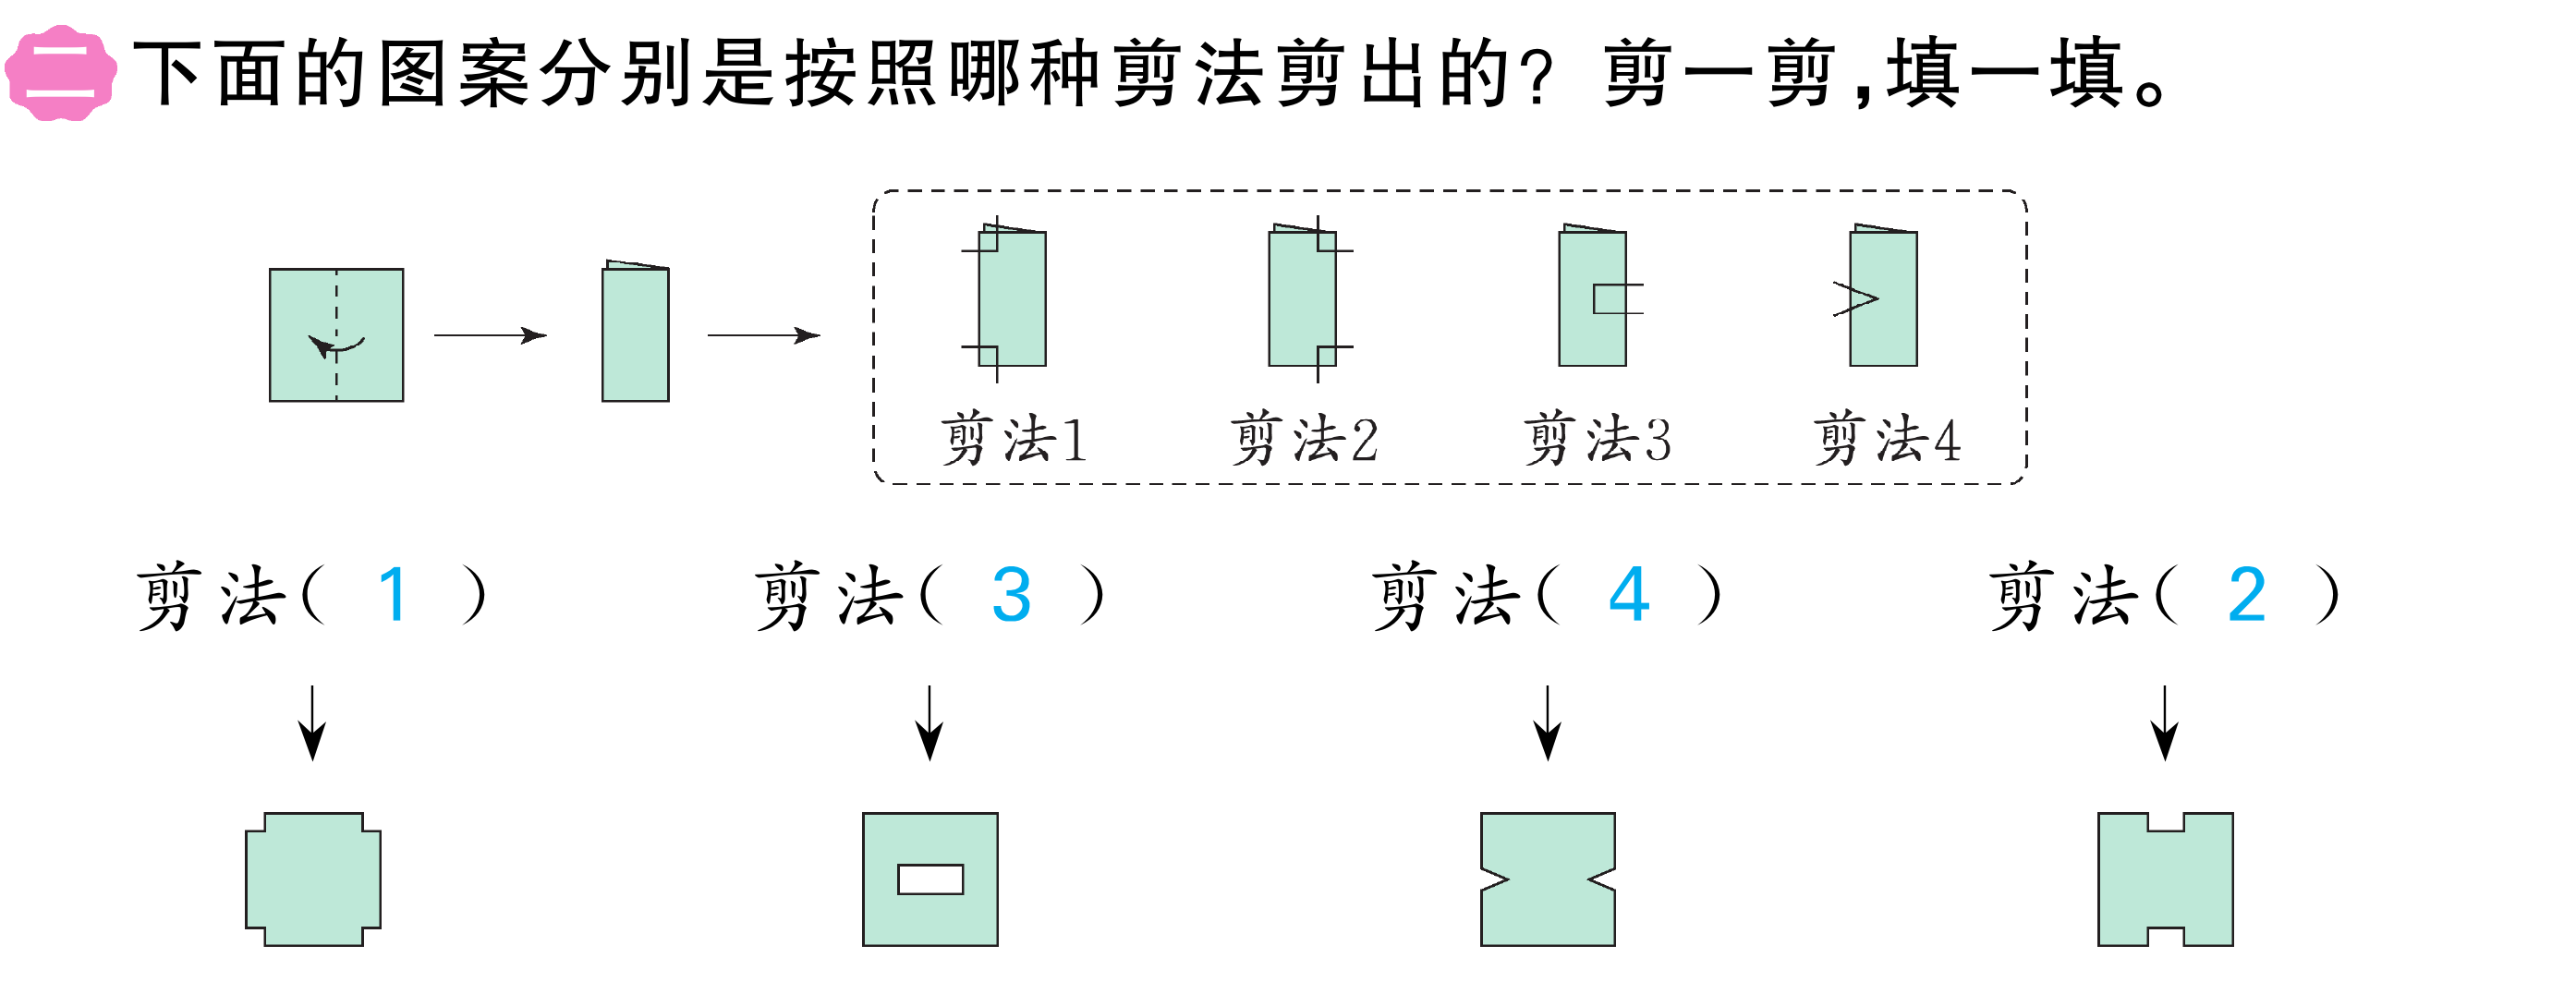 二 下面的图案分别是按照哪种剪法剪出的？剪一剪，填一填。
剪法1 剪法2 剪法3 剪法4
剪法( 1 ) 剪法( 3 ) 剪法( 4 ) 剪法( 2 )